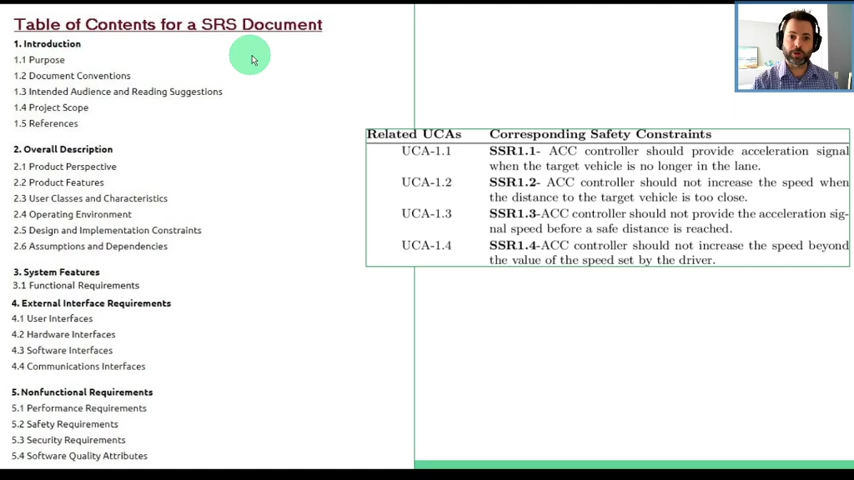 Table of Contents for a SRS Document
1. Introduction
1.1 Purpose
1.2 Document Conventions
1.3 Intended Audience and Reading Suggestions
1.4 Project Scope
1.5 References
2. Overall Description
2.1 Product Perspective
2.2 Product Features
2.3 User Classes and Characteristics
2.4 Operating Environment
2.5 Design and Implementation Constraints
2.6 Assumptions and Dependencies
3. System Features
3.1 Functional Requirements
4. External Interface Requirements
4.1 User Interfaces
4.2 Hardware Interfaces
4.3 Software Interfaces
4.4 Communications Interfaces
5. Nonfunctional Requirements
5.1 Performance Requirements
5.2 Safety Requirements
5.3 Security Requirements
5.4 Software Quality Attributes
Related UCAs Corresponding Safety Constraints
UCA-1.1 SSR1.1- ACC controller should provide acceleration signal
when the target vehicle is no longer in the lane.
UCA-1.2 SSR1.2- ACC controller should not increase the speed when
the distance to the target vehicle is too close.
UCA-1.3 SSR1.3-ACC controller should not provide the acceleration sig-
nal speed before a safe distance is reached.
UCA-1.4 SSR1.4-ACC controller should not increase the speed beyond
the value of the speed set by the driver.